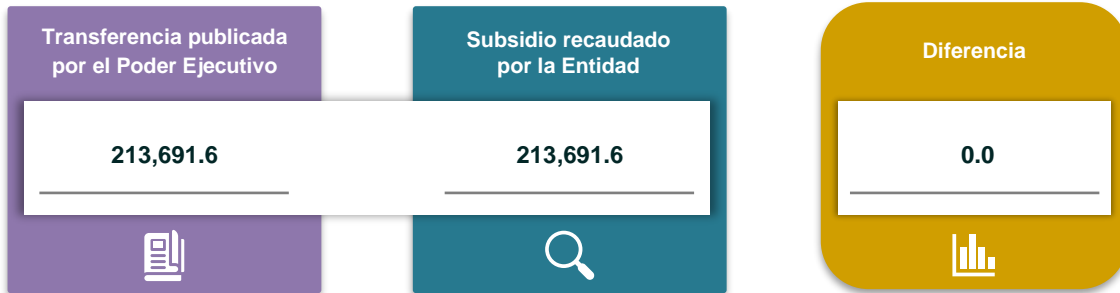 Transferencia publicada
por el Poder Ejecutivo
213,691.6
Subsidio recaudado
por la Entidad
213,691.6
Diferencia
0.0